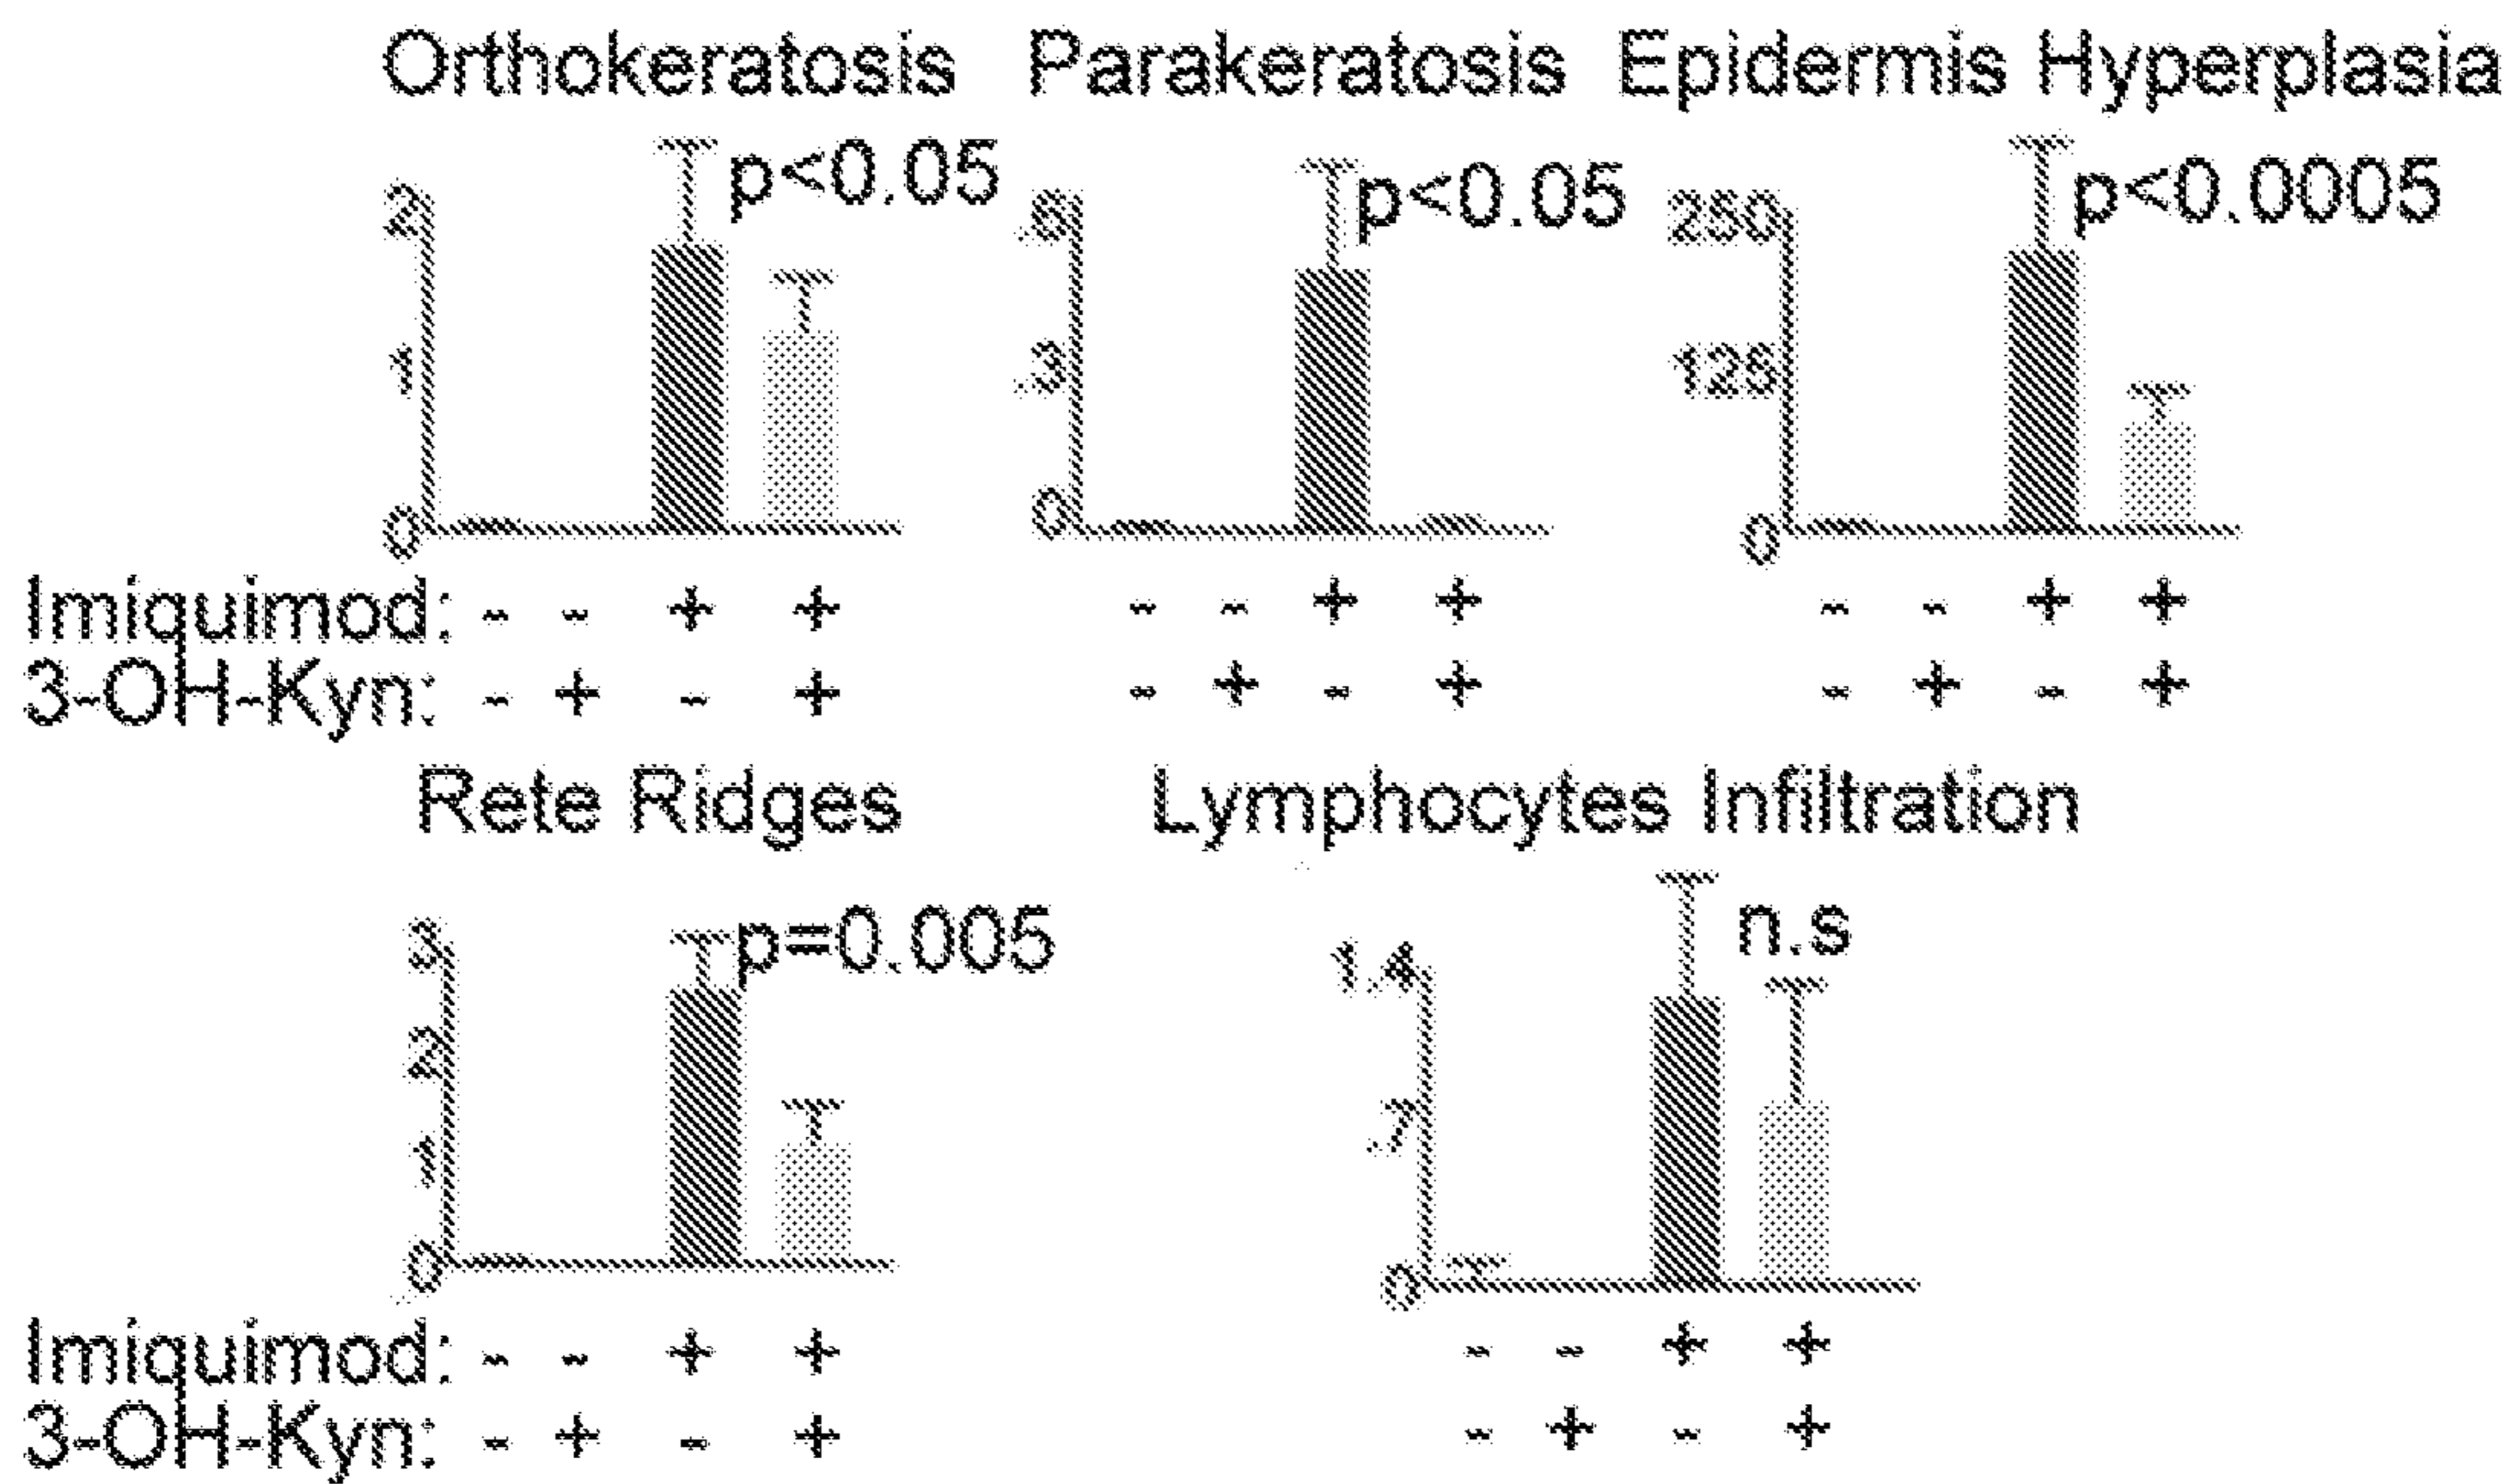 Orthokeratosis Parakeratosis Epidermis Hyperplasia
p<0.05 p<0.05 p<0.0005
2 250
1 .3 125
0 0 0
Imiquimod: - - + + - - + + - - + +
3-OH-Kyn: - + - + - + - + - + - +
Rete Ridges Lymphocytes Infiltration
p=0.005 n.s
3 1.4
2
1 .7
0 0
Imiquimod: - - + + - - + +
3-OH-Kyn: - + - + - + - +